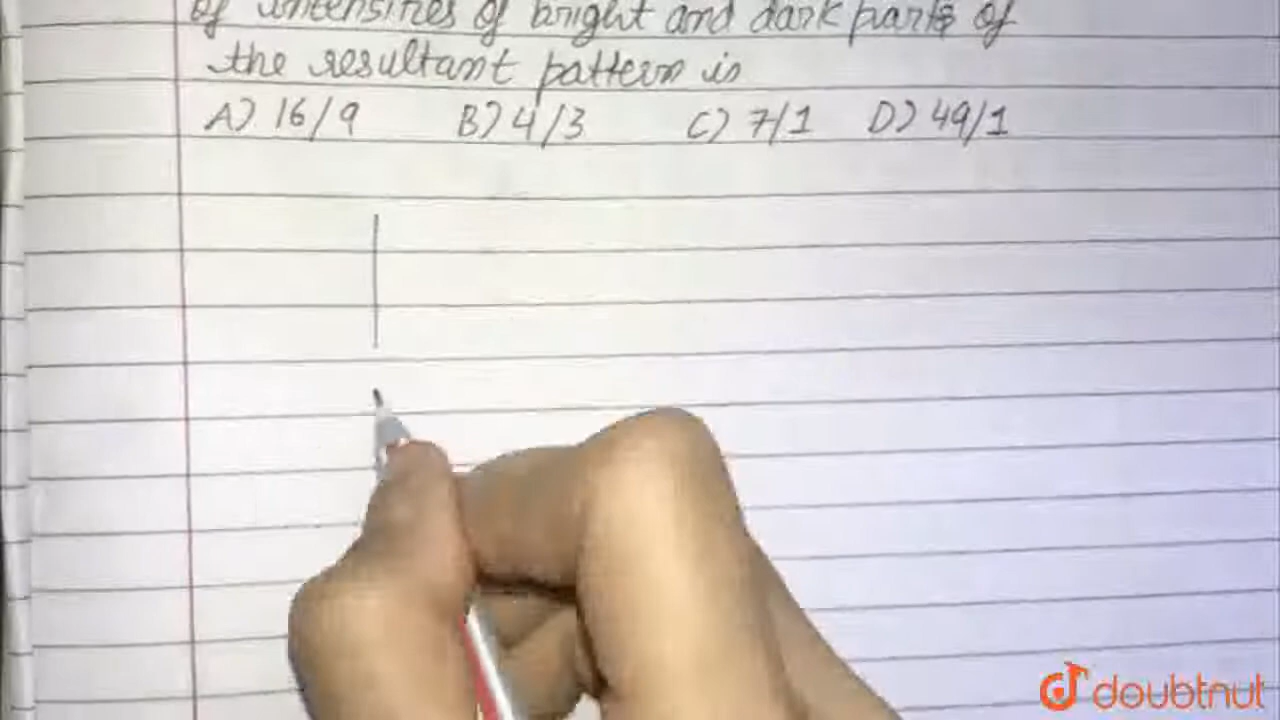 of intensities of bright and dark parts of
the resultant pattern is
A) 16/9 B) 4/3 C) 7/1 D) 49/1
doubtnut